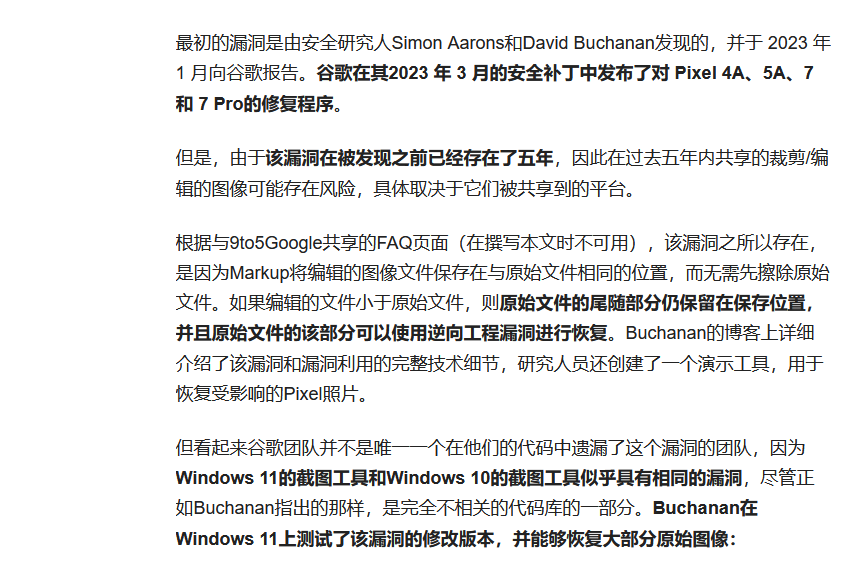 最初的漏洞是由安全研究人Simon Aarons和David Buchanan发现的，并于 2023 年
1 月向谷歌报告。谷歌在其2023 年 3 月的安全补丁中发布了对 Pixel 4A、5A、7
和 7 Pro的修复程序。
但是，由于该漏洞在被发现之前已经存在了五年，因此在过去五年内共享的裁剪/编
辑的图像可能存在风险，具体取决于它们被共享到的平台。
根据与9to5Google共享的FAQ页面（在撰写本文时不可用），该漏洞之所以存在，
是因为Markup将编辑的图像文件保存在与原始文件相同的位置，而无需先擦除原始
文件。如果编辑的文件小于原始文件，则原始文件的尾随部分仍保留在保存位置，
并且原始文件的该部分可以使用逆向工程漏洞进行恢复。Buchanan的博客上详细
介绍了该漏洞和漏洞利用的完整技术细节，研究人员还创建了一个演示工具，用于
恢复受影响的Pixel照片。
但看起来谷歌团队并不是唯一一个在他们的代码中遗漏了这个漏洞的团队，因为
Windows 11的截图工具和Windows 10的截图工具似乎具有相同的漏洞，尽管正
如Buchanan指出的那样，是完全不相关的代码库的一部分。Buchanan在
Windows 11上测试了该漏洞的修改版本，并能够恢复大部分原始图像：